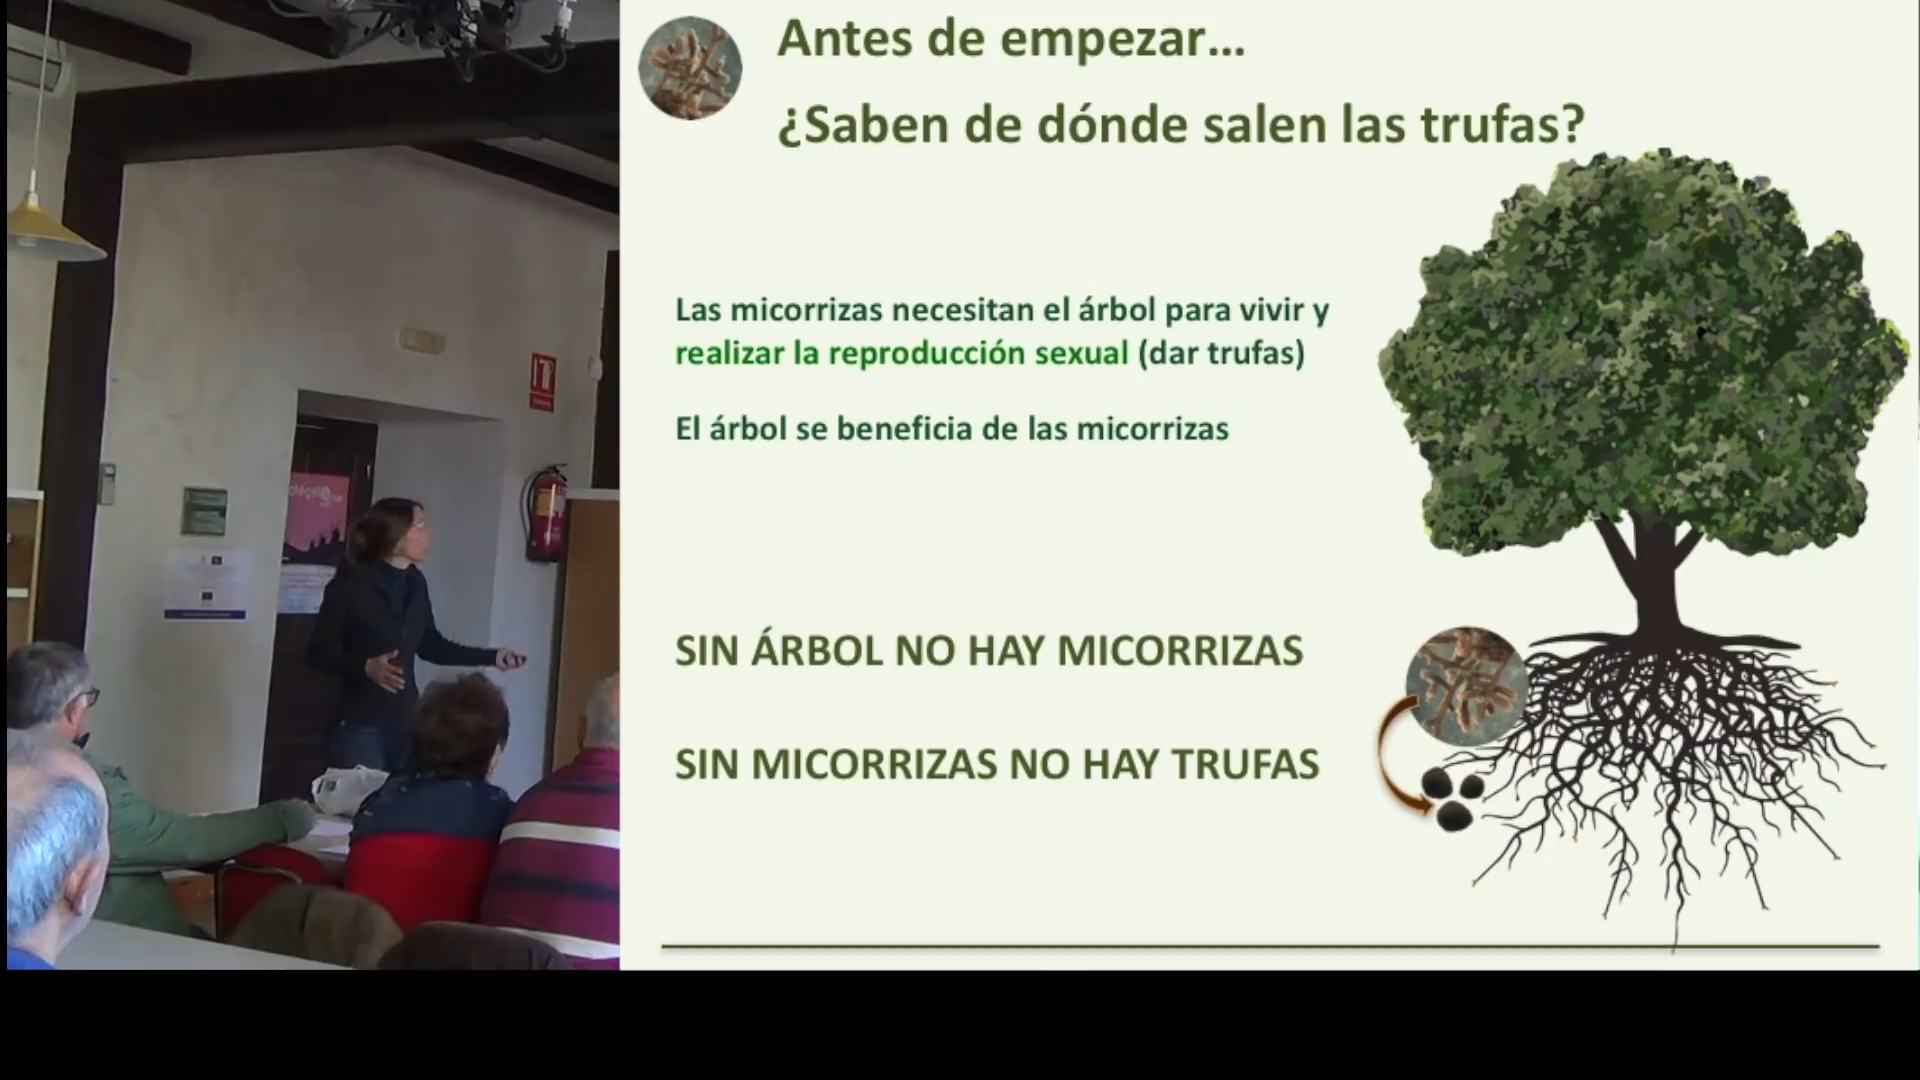 Antes de empezar...
¿Saben de dónde salen las trufas?
Las micorrizas necesitan el árbol para vivir y
realizar la reproducción sexual (dar trufas)
El árbol se beneficia de las micorrizas
SIN ÁRBOL NO HAY MICORRIZAS
SIN MICORRIZAS NO HAY TRUFAS